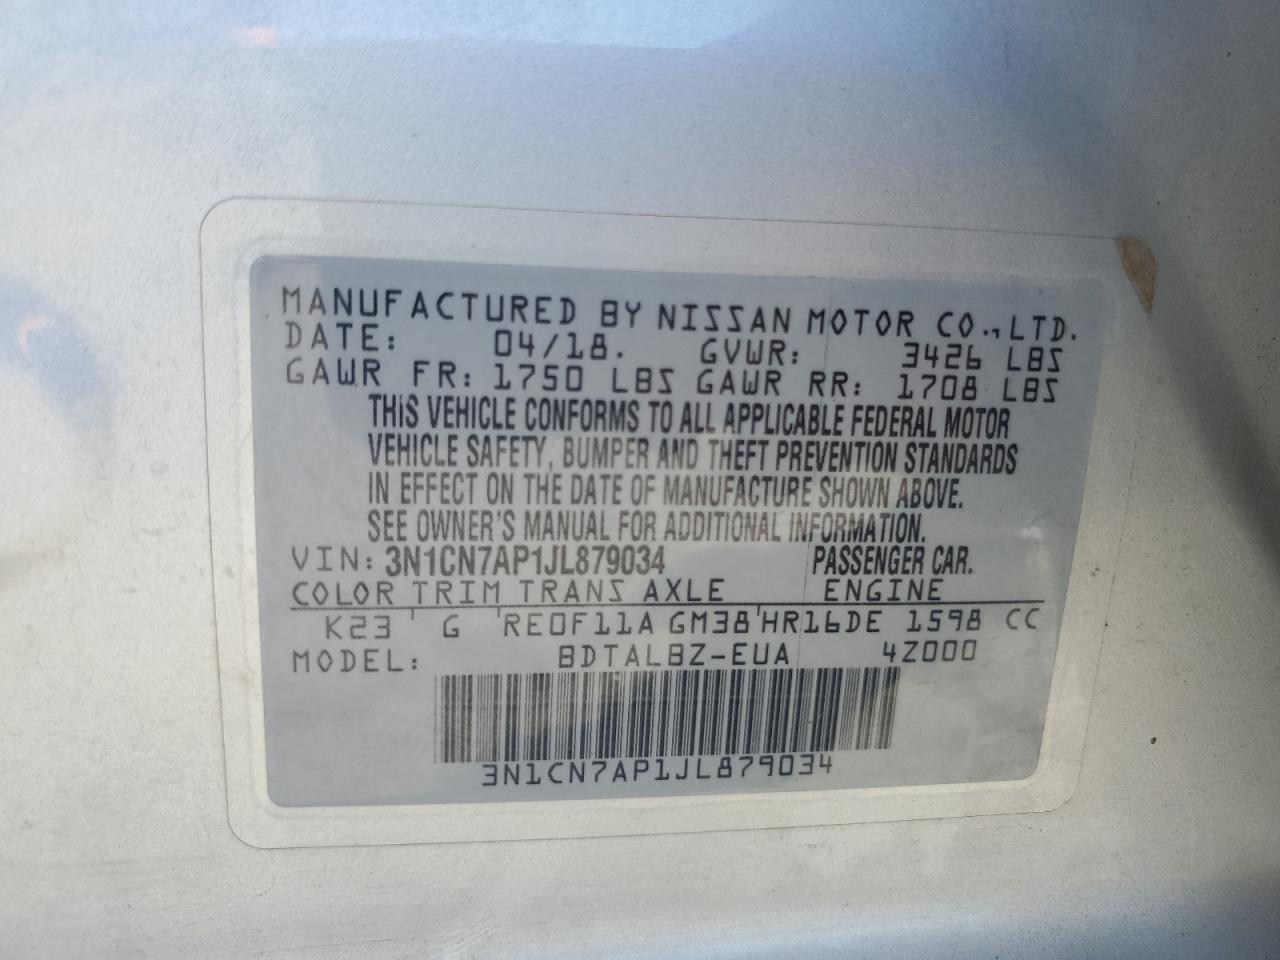 MANUFACTURED BY NISSAN MOTOR CO., LTD.
DATE: 04/18. GVWR: 3426 LBS
GAWR FR: 1750 LBS GAWR RR: 1708 LBS
THIS VEHICLE CONFORMS TO ALL APPLICABLE FEDERAL MOTOR
VEHICLE SAFETY, BUMPER AND THEFT PREVENTION STANDARDS
IN EFFECT ON THE DATE OF MANUFACTURE SHOWN ABOVE.
SEE OWNER'S MANUAL FOR ADDITIONAL INFORMATION.
VIN: 3N1CN7AP1JL879034 PASSENGER CAR.
COLOR TRIM TRANS AXLE ENGINE
K23 ' G ' RE0F11A GM38 ' HR16DE 1598 CC
MODEL: BDTALBZ-EUA 4Z000
3N1CN7AP1JL879034